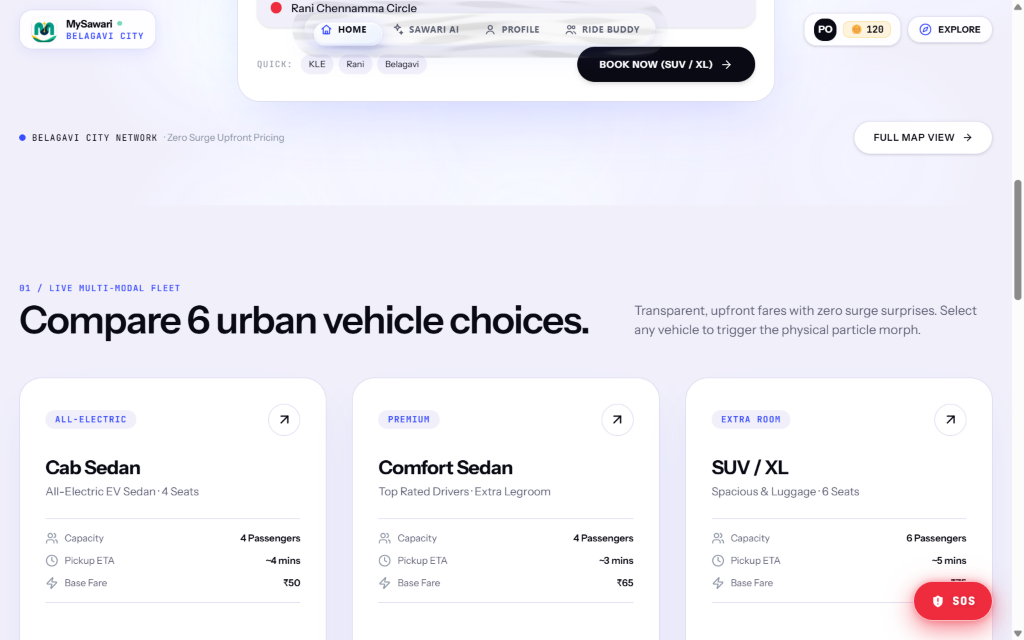 MySawari
BELAGAVI CITY
Rani Chennamma Circle
HOME
SAWARI AI
PROFILE
RIDE BUDDY
PO
120
EXPLORE
QUICK:
KLE
Rani
Belagavi
BOOK NOW (SUV / XL)
BELAGAVI CITY NETWORK · Zero Surge Upfront Pricing
FULL MAP VIEW
01 / LIVE MULTI-MODAL FLEET
Compare 6 urban vehicle choices.
Transparent, upfront fares with zero surge surprises. Select
any vehicle to trigger the physical particle morph.
ALL-ELECTRIC
Cab Sedan
All-Electric EV Sedan · 4 Seats
Capacity 4 Passengers
Pickup ETA ~4 mins
Base Fare ₹50
PREMIUM
Comfort Sedan
Top Rated Drivers · Extra Legroom
Capacity 4 Passengers
Pickup ETA ~3 mins
Base Fare ₹65
EXTRA ROOM
SUV / XL
Spacious & Luggage · 6 Seats
Capacity 6 Passengers
Pickup ETA ~5 mins
Base Fare
SOS